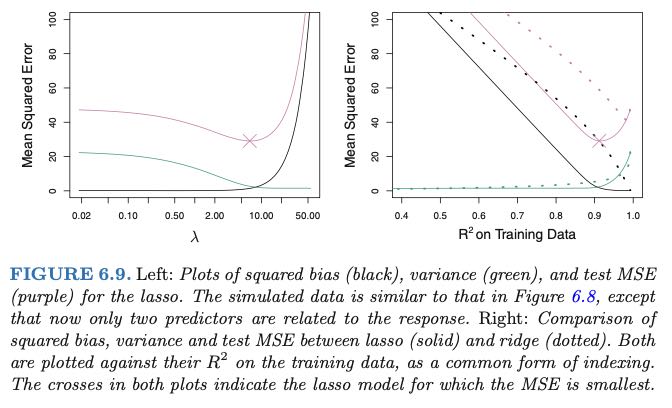 Mean Squared Error
0 20 40 60 80 100
0.02 0.10 0.50 2.00 10.00 50.00
λ
Mean Squared Error
0 20 40 60 80 100
0.4 0.5 0.6 0.7 0.8 0.9 1.0
R² on Training Data
FIGURE 6.9. Left: Plots of squared bias (black), variance (green), and test MSE
(purple) for the lasso. The simulated data is similar to that in Figure 6.8, except
that now only two predictors are related to the response. Right: Comparison of
squared bias, variance and test MSE between lasso (solid) and ridge (dotted). Both
are plotted against their R² on the training data, as a common form of indexing.
The crosses in both plots indicate the lasso model for which the MSE is smallest.